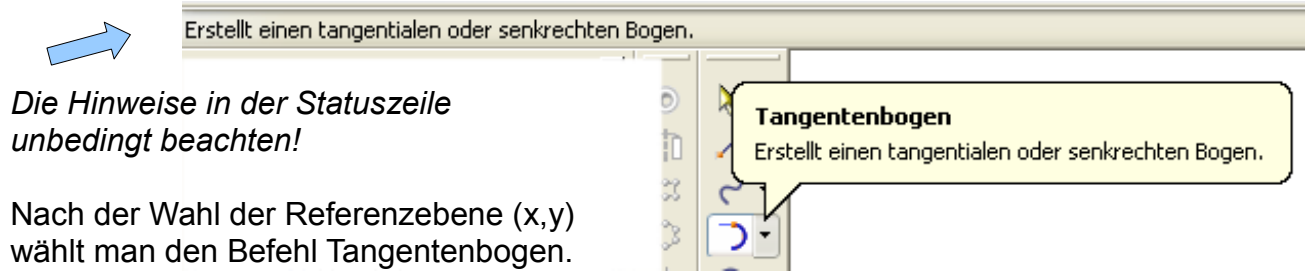 Erstellt einen tangentialen oder senkrechten Bogen.
Die Hinweise in der Statuszeile
unbedingt beachten!
Nach der Wahl der Referenzebene (x,y)
wählt man den Befehl Tangentenbogen.
Tangentenbogen
Erstellt einen tangentialen oder senkrechten Bogen.